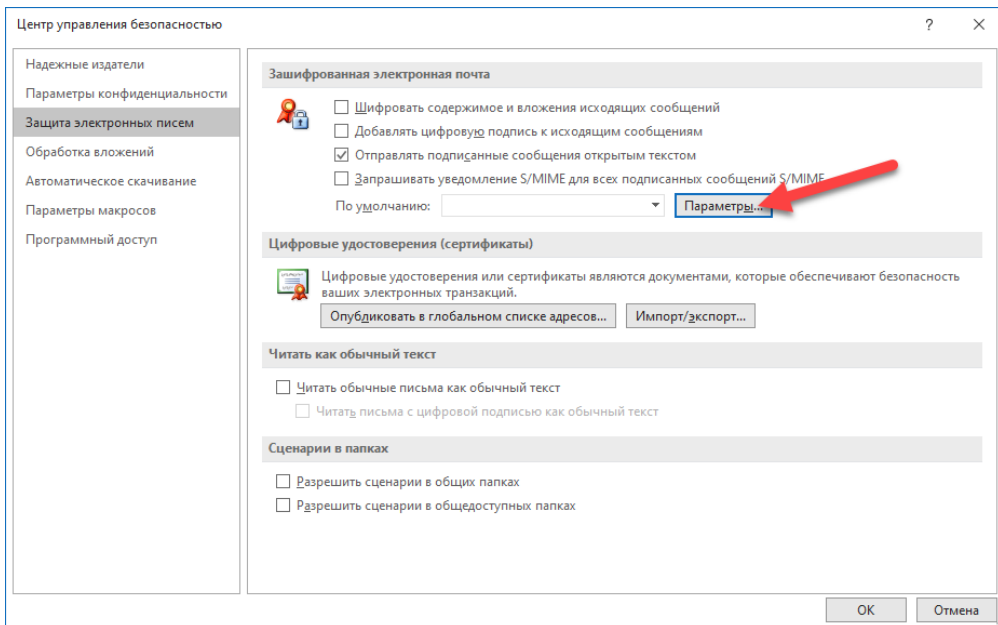 Центр управления безопасностью
Надежные издатели
Параметры конфиденциальности
Защита электронных писем
Обработка вложений
Автоматическое скачивание
Параметры макросов
Программный доступ
Зашифрованная электронная почта
Шифровать содержимое и вложения исходящих сообщений
Добавлять цифровую подпись к исходящим сообщениям
Отправлять подписанные сообщения открытым текстом
Запрашивать уведомление S/MIME для всех подписанных сообщений S/MIME
По умолчанию:
Параметры...
Цифровые удостоверения (сертификаты)
Цифровые удостоверения или сертификаты являются документами, которые обеспечивают безопасность
ваших электронных транзакций.
Опубликовать в глобальном списке адресов...
Импорт/экспорт...
Читать как обычный текст
Читать обычные письма как обычный текст
Читать письма с цифровой подписью как обычный текст
Сценарии в папках
Разрешить сценарии в общих папках
Разрешить сценарии в общедоступных папках
ОК
Отмена